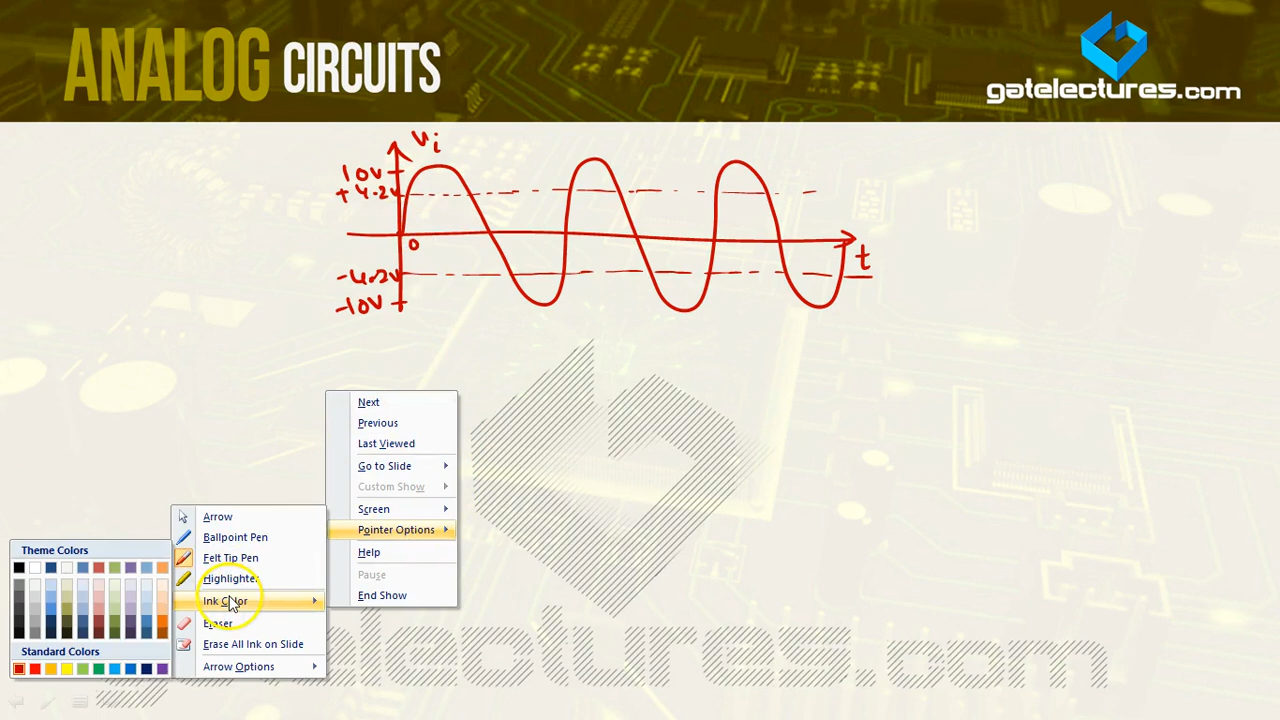 ANALOG CIRCUITS
gatelectures.com
Vi
10V
+4.2V
0
-4.2V
t
-10V
Next
Previous
Last Viewed
Go to Slide
Custom Show
Screen
Pointer Options
Help
Pause
End Show
Arrow
Ballpoint Pen
Felt Tip Pen
Highlighter
Ink Color
Eraser
Erase All Ink on Slide
Arrow Options
Theme Colors
Standard Colors
gatelectures.com